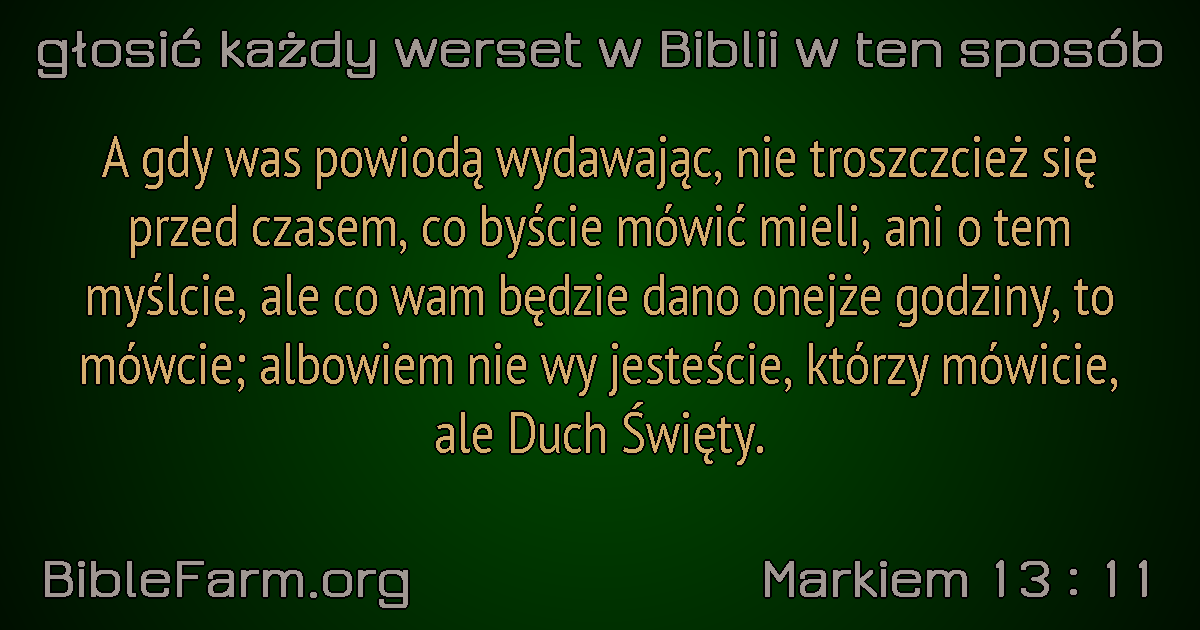 głosić każdy werset w Biblii w ten sposób
A gdy was powiodą wydawając, nie troszczcież się
przed czasem, co byście mówić mieli, ani o tem
myślcie, ale co wam będzie dano onejże godziny, to
mówcie; albowiem nie wy jesteście, którzy mówicie,
ale Duch Święty.
BibleFarm.org
Markiem 13 : 11